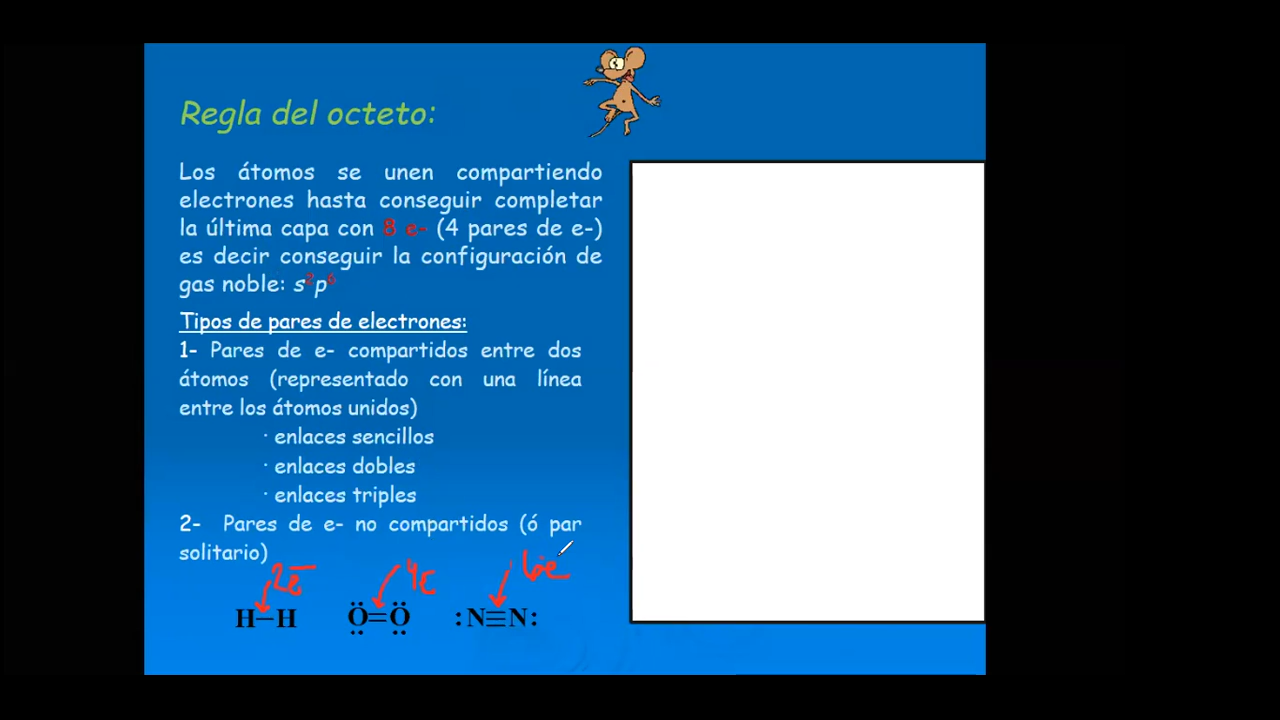 Regla del octeto:
Los átomos se unen compartiendo
electrones hasta conseguir completar
la última capa con 8 e- (4 pares de e-)
es decir conseguir la configuración de
gas noble: s²p⁶
Tipos de pares de electrones:
1- Pares de e- compartidos entre dos
átomos (representado con una línea
entre los átomos unidos)
· enlaces sencillos
· enlaces dobles
· enlaces triples
2- Pares de e- no compartidos (ó par
solitario)
2e- 4e 6e
H–H Ö=Ö :N≡N: